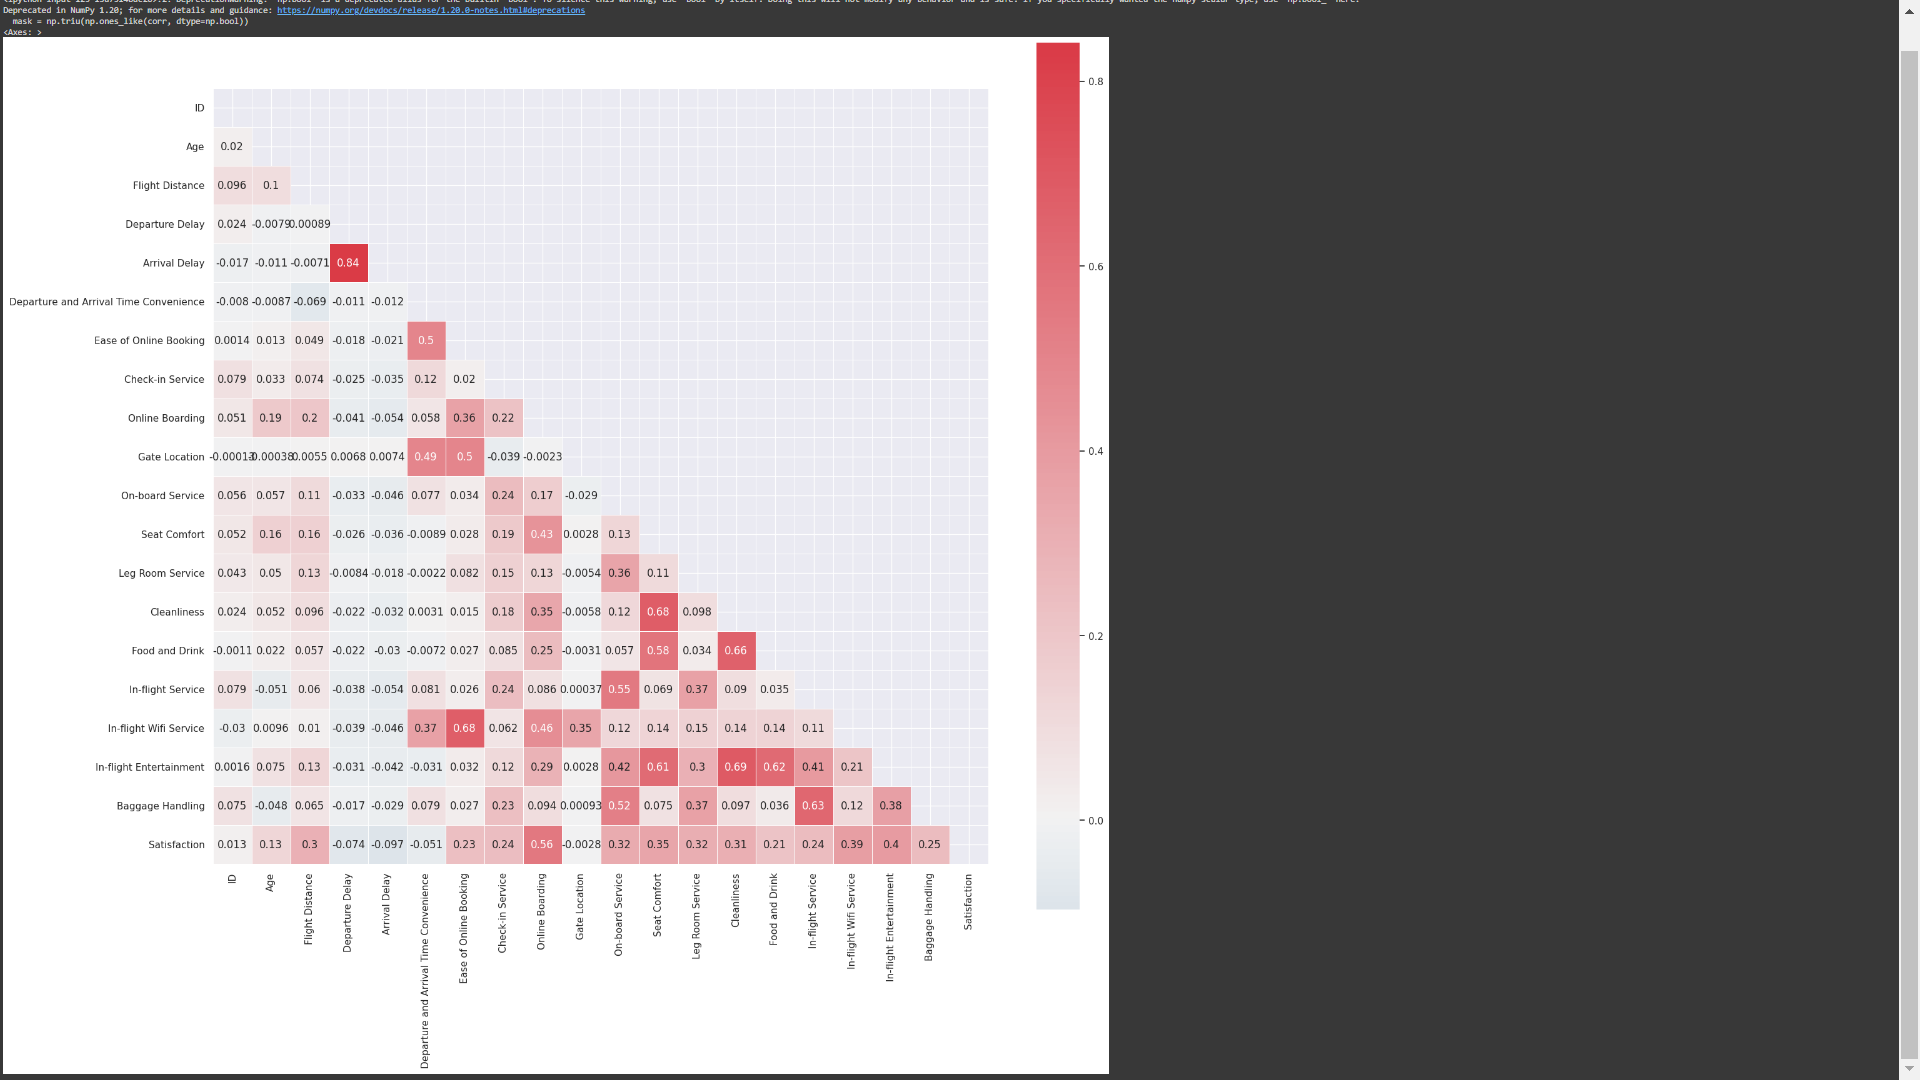 Deprecated in NumPy 1.20; for more details and guidance: https://numpy.org/devdocs/release/1.20.0-notes.html#deprecations
mask = np.triu(np.ones_like(corr, dtype=np.bool))
<Axes: >
0.8
0.6
0.4
0.2
0.0
ID
Age 0.02
Flight Distance 0.096 0.1
Departure Delay 0.024 -0.0079 0.00089
Arrival Delay -0.017 -0.011 -0.0071 0.84
Departure and Arrival Time Convenience -0.008 -0.0087 -0.069 -0.011 -0.012
Ease of Online Booking 0.0014 0.013 0.049 -0.018 -0.021 0.5
Check-in Service 0.079 0.033 0.074 -0.025 -0.035 0.12 0.02
Online Boarding 0.051 0.19 0.2 -0.041 -0.054 0.058 0.36 0.22
Gate Location 0.0068 0.0074 0.49 0.5 -0.039 -0.0023
On-board Service 0.056 0.057 0.11 -0.033 -0.046 0.077 0.034 0.24 0.17 -0.029
Seat Comfort 0.052 0.16 0.16 -0.026 -0.036 -0.0089 0.028 0.19 0.43 0.0028 0.13
Leg Room Service 0.043 0.05 0.13 -0.0084 -0.018 -0.0022 0.082 0.15 0.13 -0.0054 0.36 0.11
Cleanliness 0.024 0.052 0.096 -0.022 -0.032 0.0031 0.015 0.18 0.35 -0.0058 0.12 0.68 0.098
Food and Drink -0.0011 0.022 0.057 -0.022 -0.03 -0.0072 0.027 0.085 0.25 -0.0031 0.057 0.58 0.034 0.66
In-flight Service 0.079 -0.051 0.06 -0.038 -0.054 0.081 0.026 0.24 0.086 0.00037 0.55 0.069 0.37 0.09 0.035
In-flight Wifi Service -0.03 0.0096 0.01 -0.039 -0.046 0.37 0.68 0.062 0.46 0.35 0.12 0.14 0.15 0.14 0.14 0.11
In-flight Entertainment 0.0016 0.075 0.13 -0.031 -0.042 -0.031 0.032 0.12 0.29 0.0028 0.42 0.61 0.3 0.69 0.62 0.41 0.21
Baggage Handling 0.075 -0.048 0.065 -0.017 -0.029 0.079 0.027 0.23 0.094 0.00093 0.52 0.075 0.37 0.097 0.036 0.63 0.12 0.38
Satisfaction 0.013 0.13 0.3 -0.074 -0.097 -0.051 0.23 0.24 0.56 -0.0028 0.32 0.35 0.32 0.31 0.21 0.24 0.39 0.4 0.25
ID
Age
Flight Distance
Departure Delay
Arrival Delay
Departure and Arrival Time Convenience
Ease of Online Booking
Check-in Service
Online Boarding
Gate Location
On-board Service
Seat Comfort
Leg Room Service
Cleanliness
Food and Drink
In-flight Service
In-flight Wifi Service
In-flight Entertainment
Baggage Handling
Satisfaction